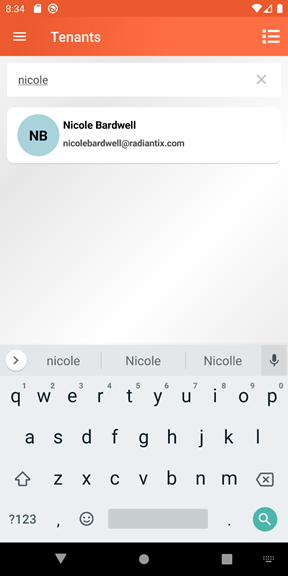 8:34
Tenants
nicole
NB
Nicole Bardwell
nicolebardwell@radiantix.com
nicole Nicole Nicolle
1 2 3 4 5 6 7 8 9 0
q w e r t y u i o p
a s d f g h j k l
z x c v b n m
?123 , .